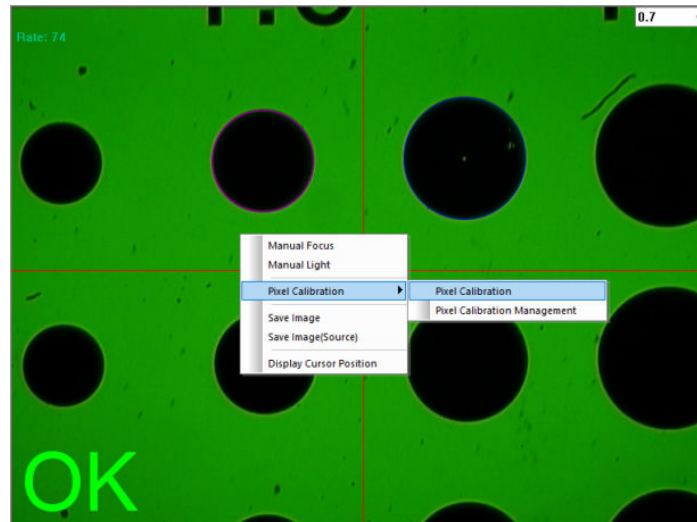 0.7
Rate: 74
Manual Focus
Manual Light
Pixel Calibration
Pixel Calibration
Pixel Calibration Management
Save Image
Save Image(Source)
Display Cursor Position
OK